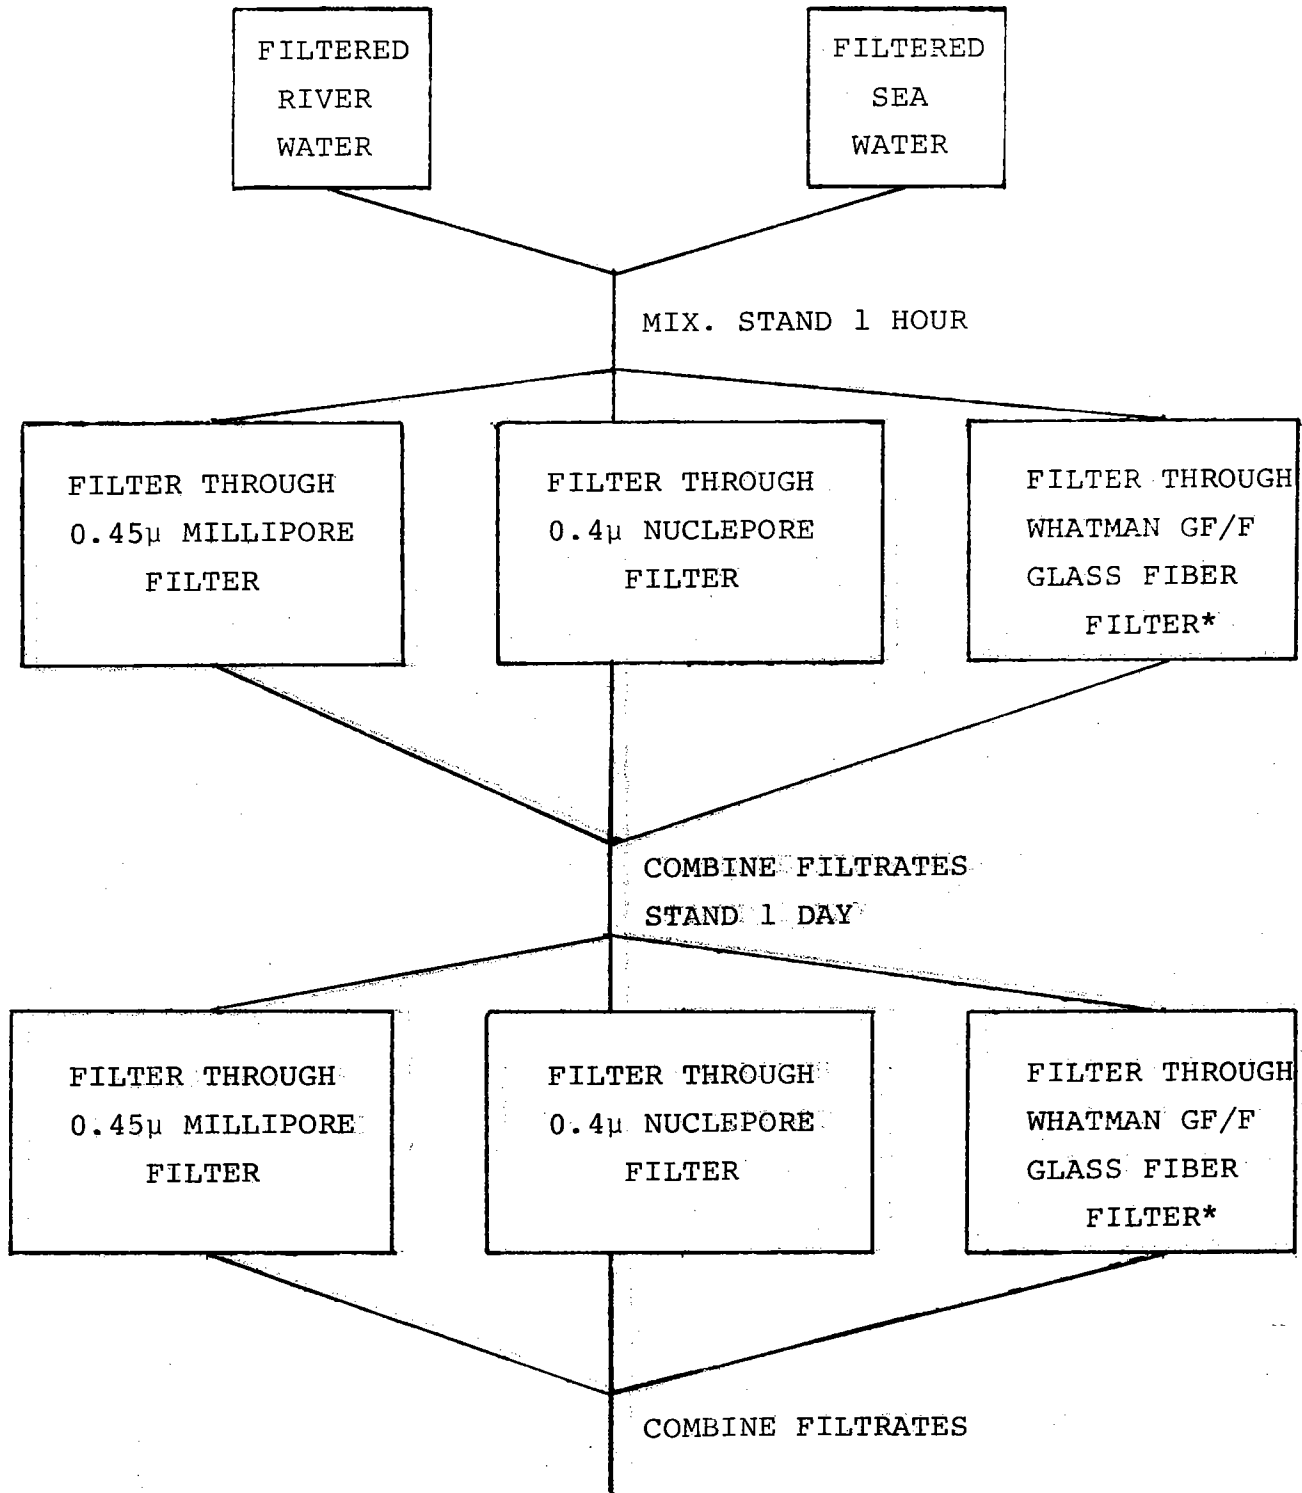 FILTERED
RIVER
WATER
FILTERED
SEA
WATER
MIX. STAND 1 HOUR
FILTER THROUGH
0.45µ MILLIPORE
FILTER
FILTER THROUGH
0.4µ NUCLEPORE
FILTER
FILTER THROUGH
WHATMAN GF/F
GLASS FIBER
FILTER*
COMBINE FILTRATES
STAND 1 DAY
FILTER THROUGH
0.45µ MILLIPORE
FILTER
FILTER THROUGH
0.4µ NUCLEPORE
FILTER
FILTER THROUGH
WHATMAN GF/F
GLASS FIBER
FILTER*
COMBINE FILTRATES